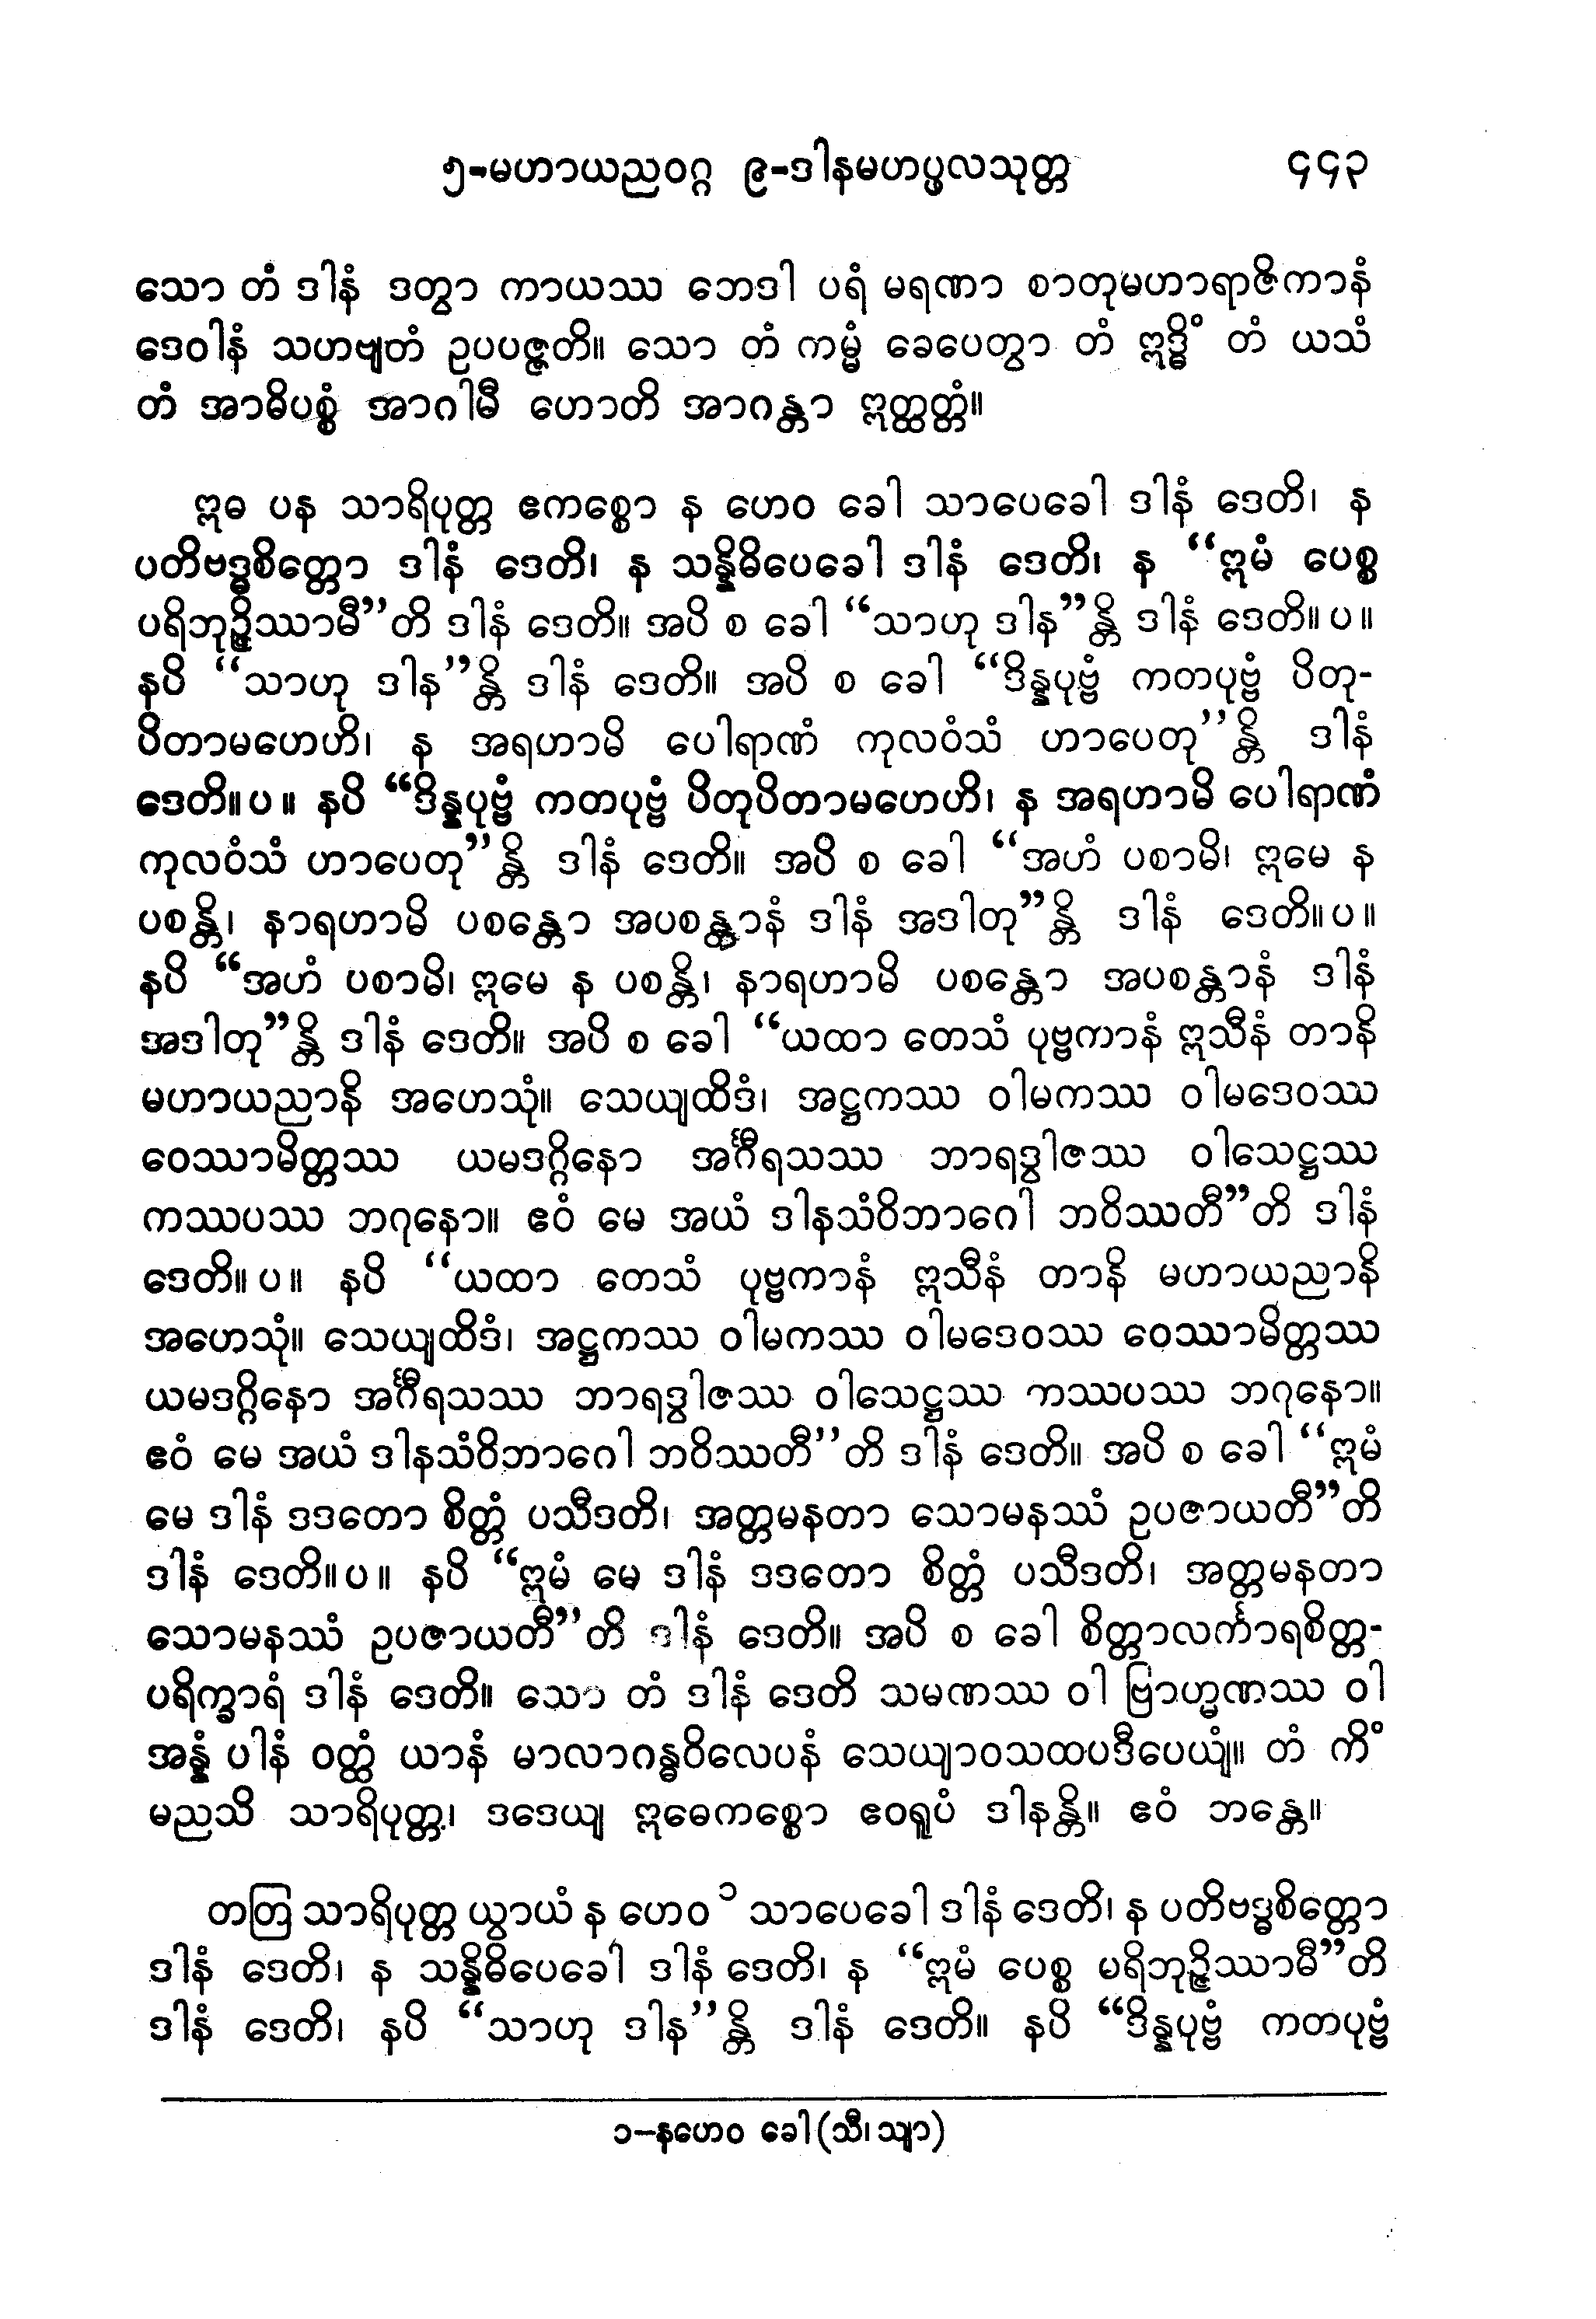 ၅-မဟာယညဝဂ္ဂ ၉-ဒါနမဟပ္ဖလသုတ္တ ၄၄၃
သော တံ ဒါနံ ဒတွာ ကာယဿ ဘေဒါ ပရံ မရဏာ စာတုမဟာရာဇိကာနံ
ဒေဝါနံ သဟဗျတံ ဥပပဇ္ဇတိ။ သော တံ ကမ္မံ ခေပေတွာ တံ ဣဒ္ဓိံ တံ ယသံ
တံ အာဓိပစ္စံ အာဂါမီ ဟောတိ အာဂန္တာ ဣတ္ထတ္တံ။
ဣဓ ပန သာရိပုတ္တ ဧကစ္စော န ဟေဝ ခေါ သာပေခေါ ဒါနံ ဒေတိ၊ န
ပတိဗဒ္ဓစိတ္တော ဒါနံ ဒေတိ၊ န သန္နိဓိပေခေါ ဒါနံ ဒေတိ၊ န “ဣမံ ပေစ္စ
ပရိဘုဉ္ဇိဿာမီ”တိ ဒါနံ ဒေတိ။ အပိ စ ခေါ “သာဟု ဒါန”န္တိ ဒါနံ ဒေတိ။ပ။
နပိ “သာဟု ဒါန”န္တိ ဒါနံ ဒေတိ။ အပိ စ ခေါ “ဒိန္နပုဗ္ဗံ ကတပုဗ္ဗံ ပိတု-
ပိတာမဟေဟိ၊ န အရဟာမိ ပေါရာဏံ ကုလဝံသံ ဟာပေတု”န္တိ ဒါနံ
ဒေတိ။ပ။ နပိ “ဒိန္နပုဗ္ဗံ ကတပုဗ္ဗံ ပိတုပိတာမဟေဟိ၊ န အရဟာမိ ပေါရာဏံ
ကုလဝံသံ ဟာပေတု”န္တိ ဒါနံ ဒေတိ။ အပိ စ ခေါ “အဟံ ပစာမိ၊ ဣမေ န
ပစန္တိ၊ နာရဟာမိ ပစန္တော အပစန္တာနံ ဒါနံ အဒါတု”န္တိ ဒါနံ ဒေတိ။ပ။
နပိ “အဟံ ပစာမိ၊ ဣမေ န ပစန္တိ၊ နာရဟာမိ ပစန္တော အပစန္တာနံ ဒါနံ
အဒါတု”န္တိ ဒါနံ ဒေတိ။ အပိ စ ခေါ “ယထာ တေသံ ပုဗ္ဗကာနံ ဣသီနံ တာနိ
မဟာယညာနိ အဟေသုံ။ သေယျထိဒံ၊ အဋ္ဌကဿ ဝါမကဿ ဝါမဒေဝဿ
ဝေဿာမိတ္တဿ ယမဒဂ္ဂိနော အင်္ဂီရသဿ ဘာရဒွါဇဿ ဝါသေဋ္ဌဿ
ကဿပဿ ဘဂုနော။ ဧဝံ မေ အယံ ဒါနသံဝိဘာဂေါ ဘဝိဿတီ”တိ ဒါနံ
ဒေတိ။ပ။ နပိ “ယထာ တေသံ ပုဗ္ဗကာနံ ဣသီနံ တာနိ မဟာယညာနိ
အဟေသုံ။ သေယျထိဒံ၊ အဋ္ဌကဿ ဝါမကဿ ဝါမဒေဝဿ ဝေဿာမိတ္တဿ
ယမဒဂ္ဂိနော အင်္ဂီရသဿ ဘာရဒွါဇဿ ဝါသေဋ္ဌဿ ကဿပဿ ဘဂုနော။
ဧဝံ မေ အယံ ဒါနသံဝိဘာဂေါ ဘဝိဿတီ”တိ ဒါနံ ဒေတိ။ အပိ စ ခေါ “ဣမံ
မေ ဒါနံ ဒဒတော စိတ္တံ ပသီဒတိ၊ အတ္တမနတာ သောမနဿံ ဥပဇာယတီ”တိ
ဒါနံ ဒေတိ။ပ။ နပိ “ဣမံ မေ ဒါနံ ဒဒတော စိတ္တံ ပသီဒတိ၊ အတ္တမနတာ
သောမနဿံ ဥပဇာယတီ”တိ ဒါနံ ဒေတိ။ အပိ စ ခေါ စိတ္တာလင်္ကာရစိတ္တ-
ပရိက္ခာရံ ဒါနံ ဒေတိ။ သော တံ ဒါနံ ဒေတိ သမဏဿ ဝါ ဗြာဟ္မဏဿ ဝါ
အန္နံ ပါနံ ဝတ္ထံ ယာနံ မာလာဂန္ဓဝိလေပနံ သေယျာဝသထပဒီပေယျံ။ တံ ကိံ
မညသိ သာရိပုတ္တ၊ ဒဒေယျ ဣဓေကစ္စော ဧဝရူပံ ဒါနန္တိ။ ဧဝံ ဘန္တေ။
တတြ သာရိပုတ္တ ယွာယံ န ဟေဝ ၁ သာပေခေါ ဒါနံ ဒေတိ၊ န ပတိဗဒ္ဓစိတ္တော
ဒါနံ ဒေတိ၊ န သန္နိဓိပေခေါ ဒါနံ ဒေတိ၊ န “ဣမံ ပေစ္စ မရိဘုဉ္ဇိဿာမီ”တိ
ဒါနံ ဒေတိ၊ နပိ “သာဟု ဒါန”န္တိ ဒါနံ ဒေတိ။ နပိ “ဒိန္နပုဗ္ဗံ ကတပုဗ္ဗံ
၁-နဟေဝ ခေါ (သီ၊ သျာ)